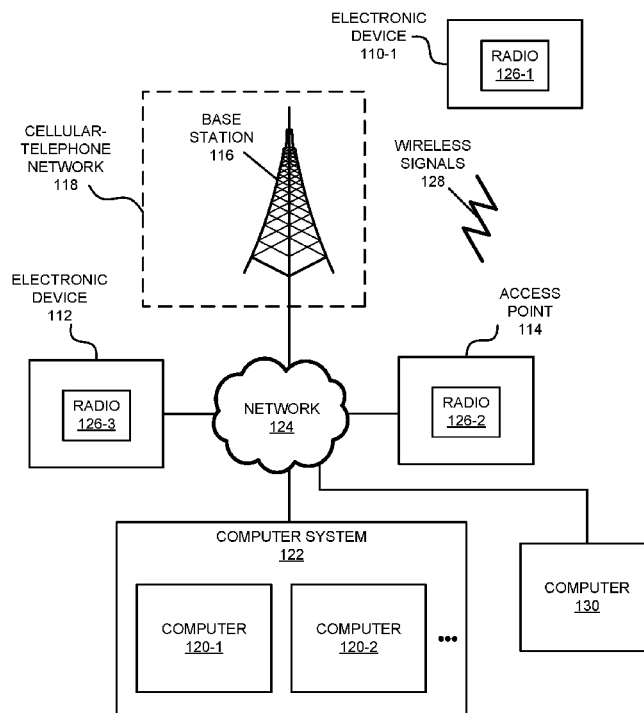 ELECTRONIC
DEVICE
110-1
RADIO
126-1
CELLULAR-
TELEPHONE
NETWORK
118
BASE
STATION
116
WIRELESS
SIGNALS
128
ELECTRONIC
DEVICE
112
ACCESS
POINT
114
RADIO
126-3
NETWORK
124
RADIO
126-2
COMPUTER SYSTEM
122
COMPUTER
120-1
COMPUTER
120-2
•••
COMPUTER
130